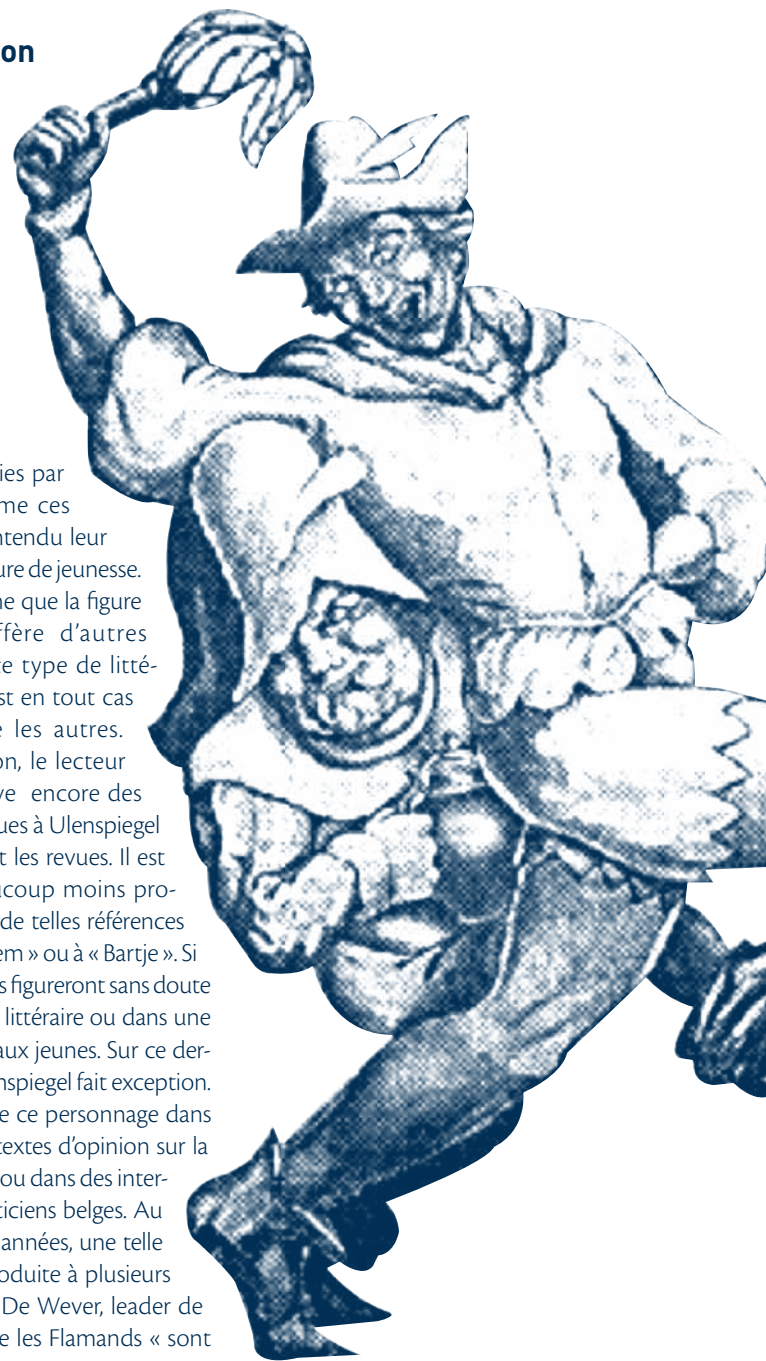 on
ies par
me ces
ntendu leur
ure de jeunesse.
ne que la figure
ffère d'autres
te type de litté-
st en tout cas
e les autres.
on, le lecteur
ve encore des
ues à Ulenspiegel
t les revues. Il est
ucoup moins pro-
de telles références
em » ou à « Bartje ». Si
s figureront sans doute
littéraire ou dans une
aux jeunes. Sur ce der-
nspiegel fait exception.
e ce personnage dans
textes d'opinion sur la
ou dans des inter-
ticiens belges. Au
années, une telle
oduite à plusieurs
De Wever, leader de
e les Flamands « sont